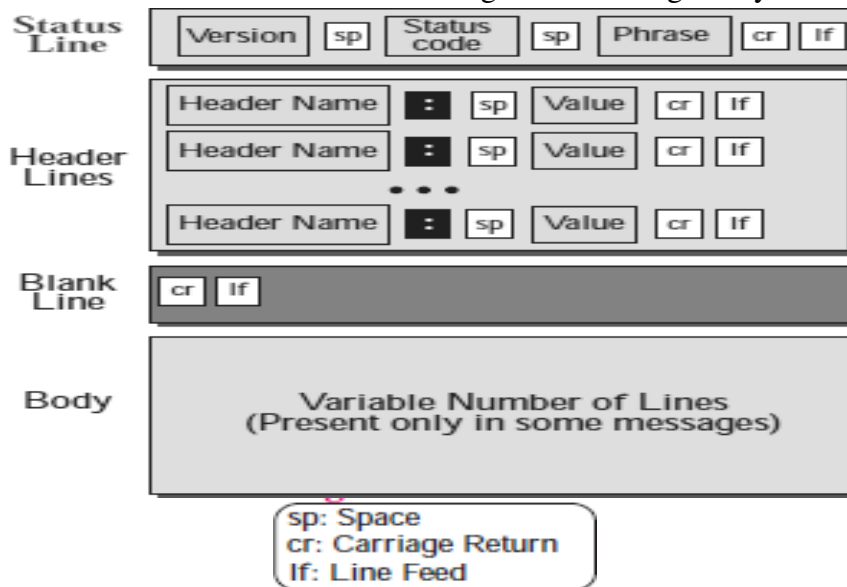 Status Line
Version sp Status code sp Phrase cr lf
Header Lines
Header Name : sp Value cr lf
Header Name : sp Value cr lf
• • •
Header Name : sp Value cr lf
Blank Line
cr lf
Body
Variable Number of Lines
(Present only in some messages)
sp: Space
cr: Carriage Return
lf: Line Feed